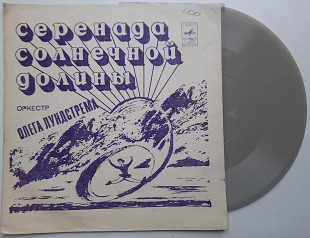 серенада
солнечной
долины
оркестр
олега лундстрема